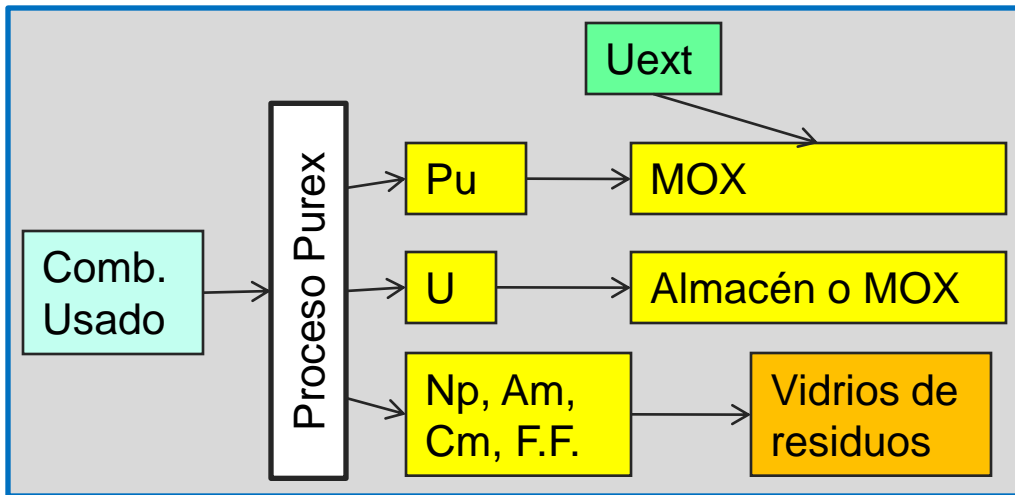 Uext
Proceso Purex
Pu
MOX
Comb.
Usado
U
Almacén o MOX
Np, Am,
Cm, F.F.
Vidrios de
residuos